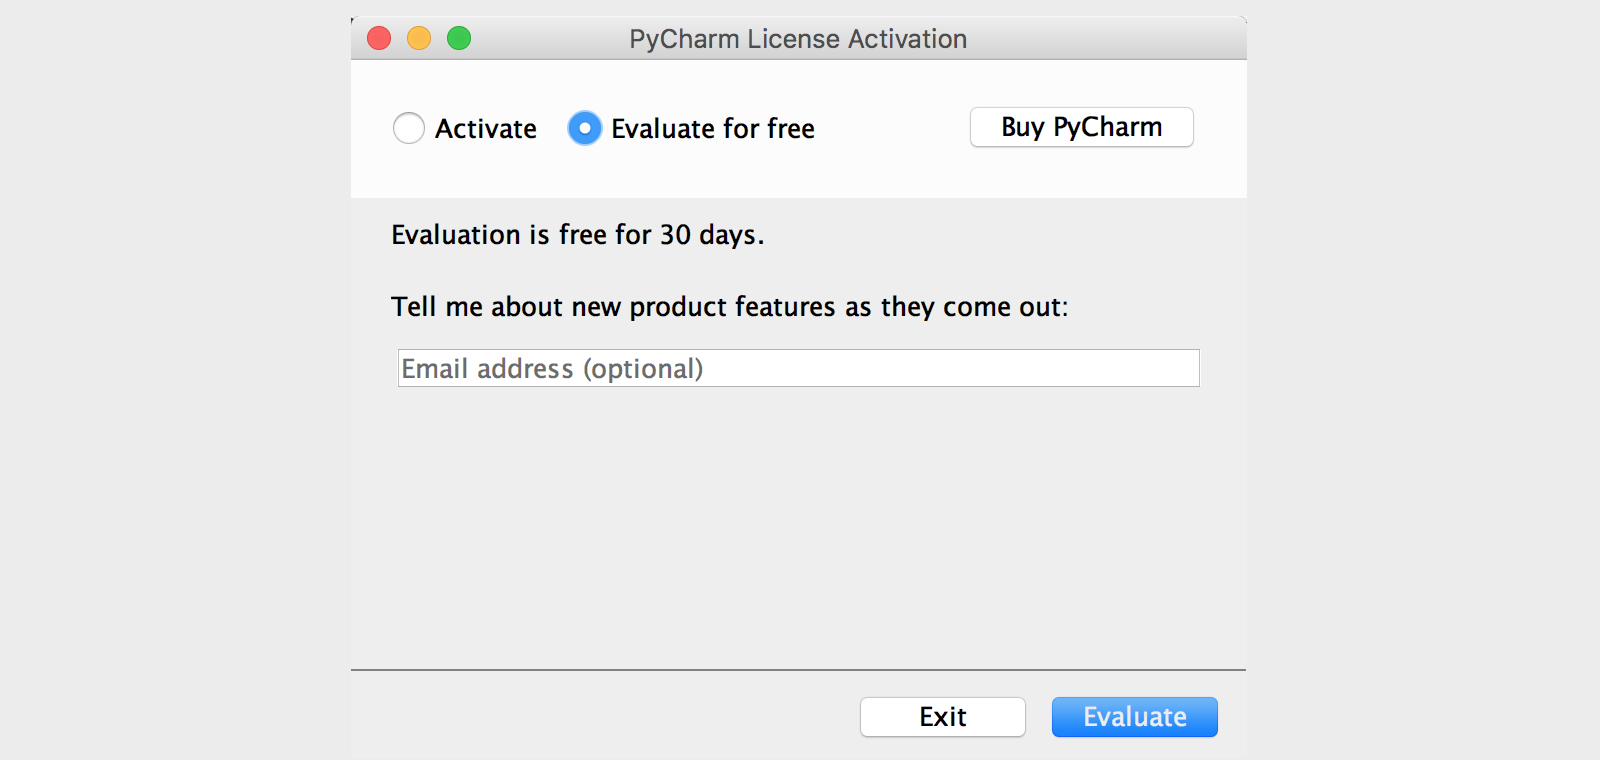 PyCharm License Activation
Activate Evaluate for free Buy PyCharm
Evaluation is free for 30 days.
Tell me about new product features as they come out:
Email address (optional)
Exit Evaluate